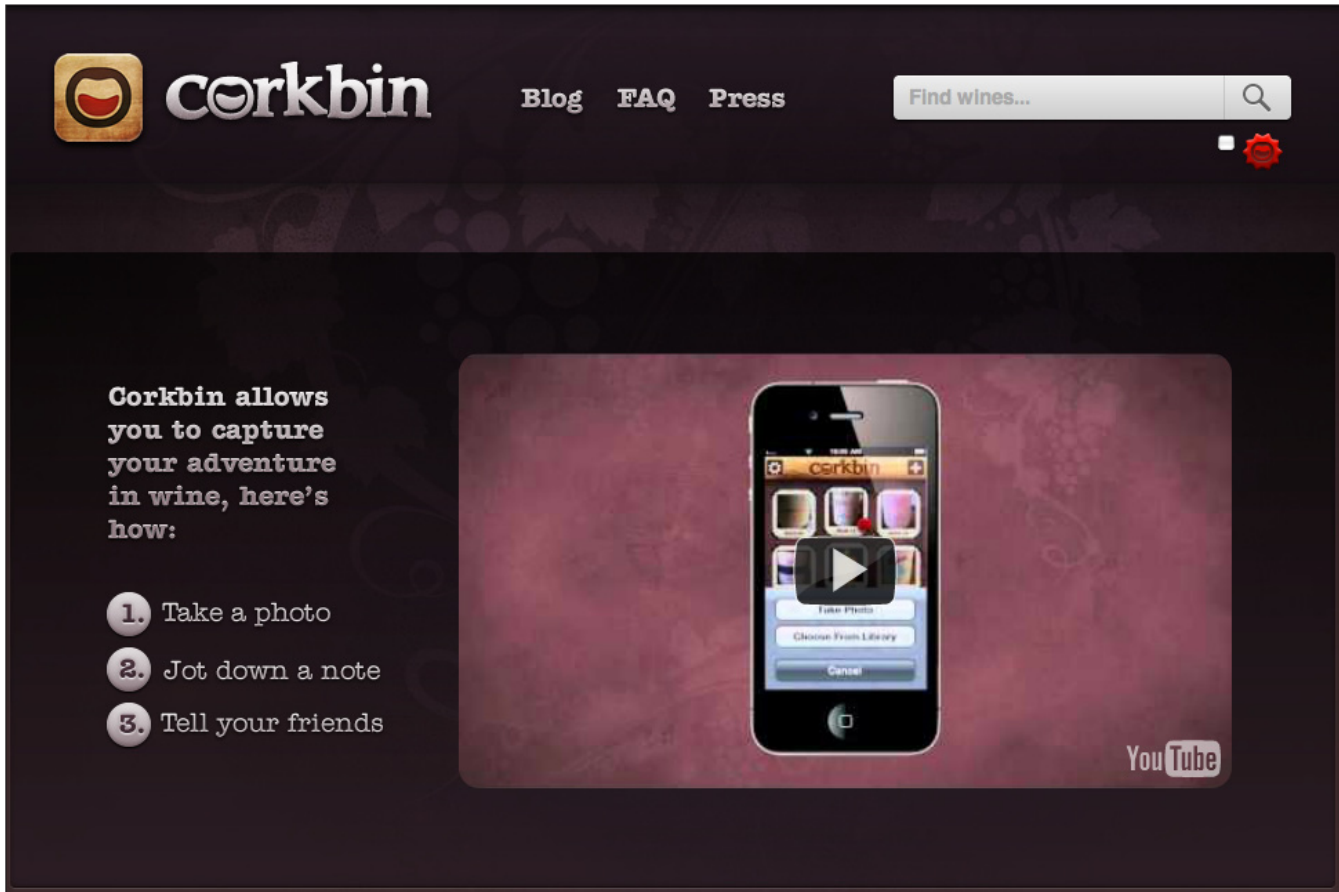 corkbin
Blog FAQ Press
Find wines...
Corkbin allows
you to capture
your adventure
in wine, here's
how:
1. Take a photo
2. Jot down a note
3. Tell your friends
corkbin
Take Photo
Choose From Library
Cancel
YouTube